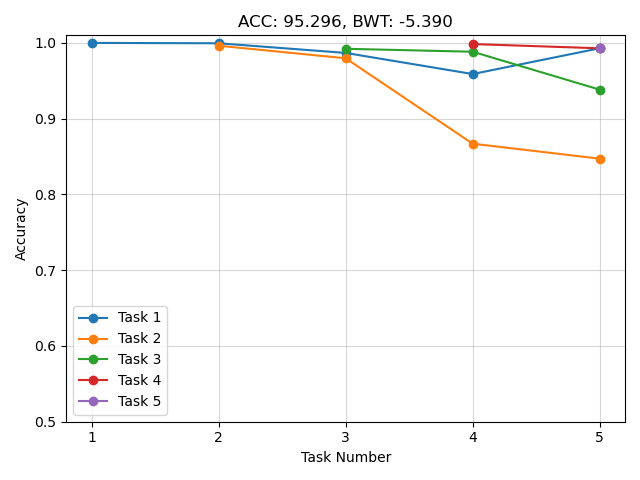 ACC: 95.296, BWT: -5.390
1.0
0.9
0.8
0.7
0.6
0.5
Accuracy
Task 1
Task 2
Task 3
Task 4
Task 5
1 2 3 4 5
Task Number